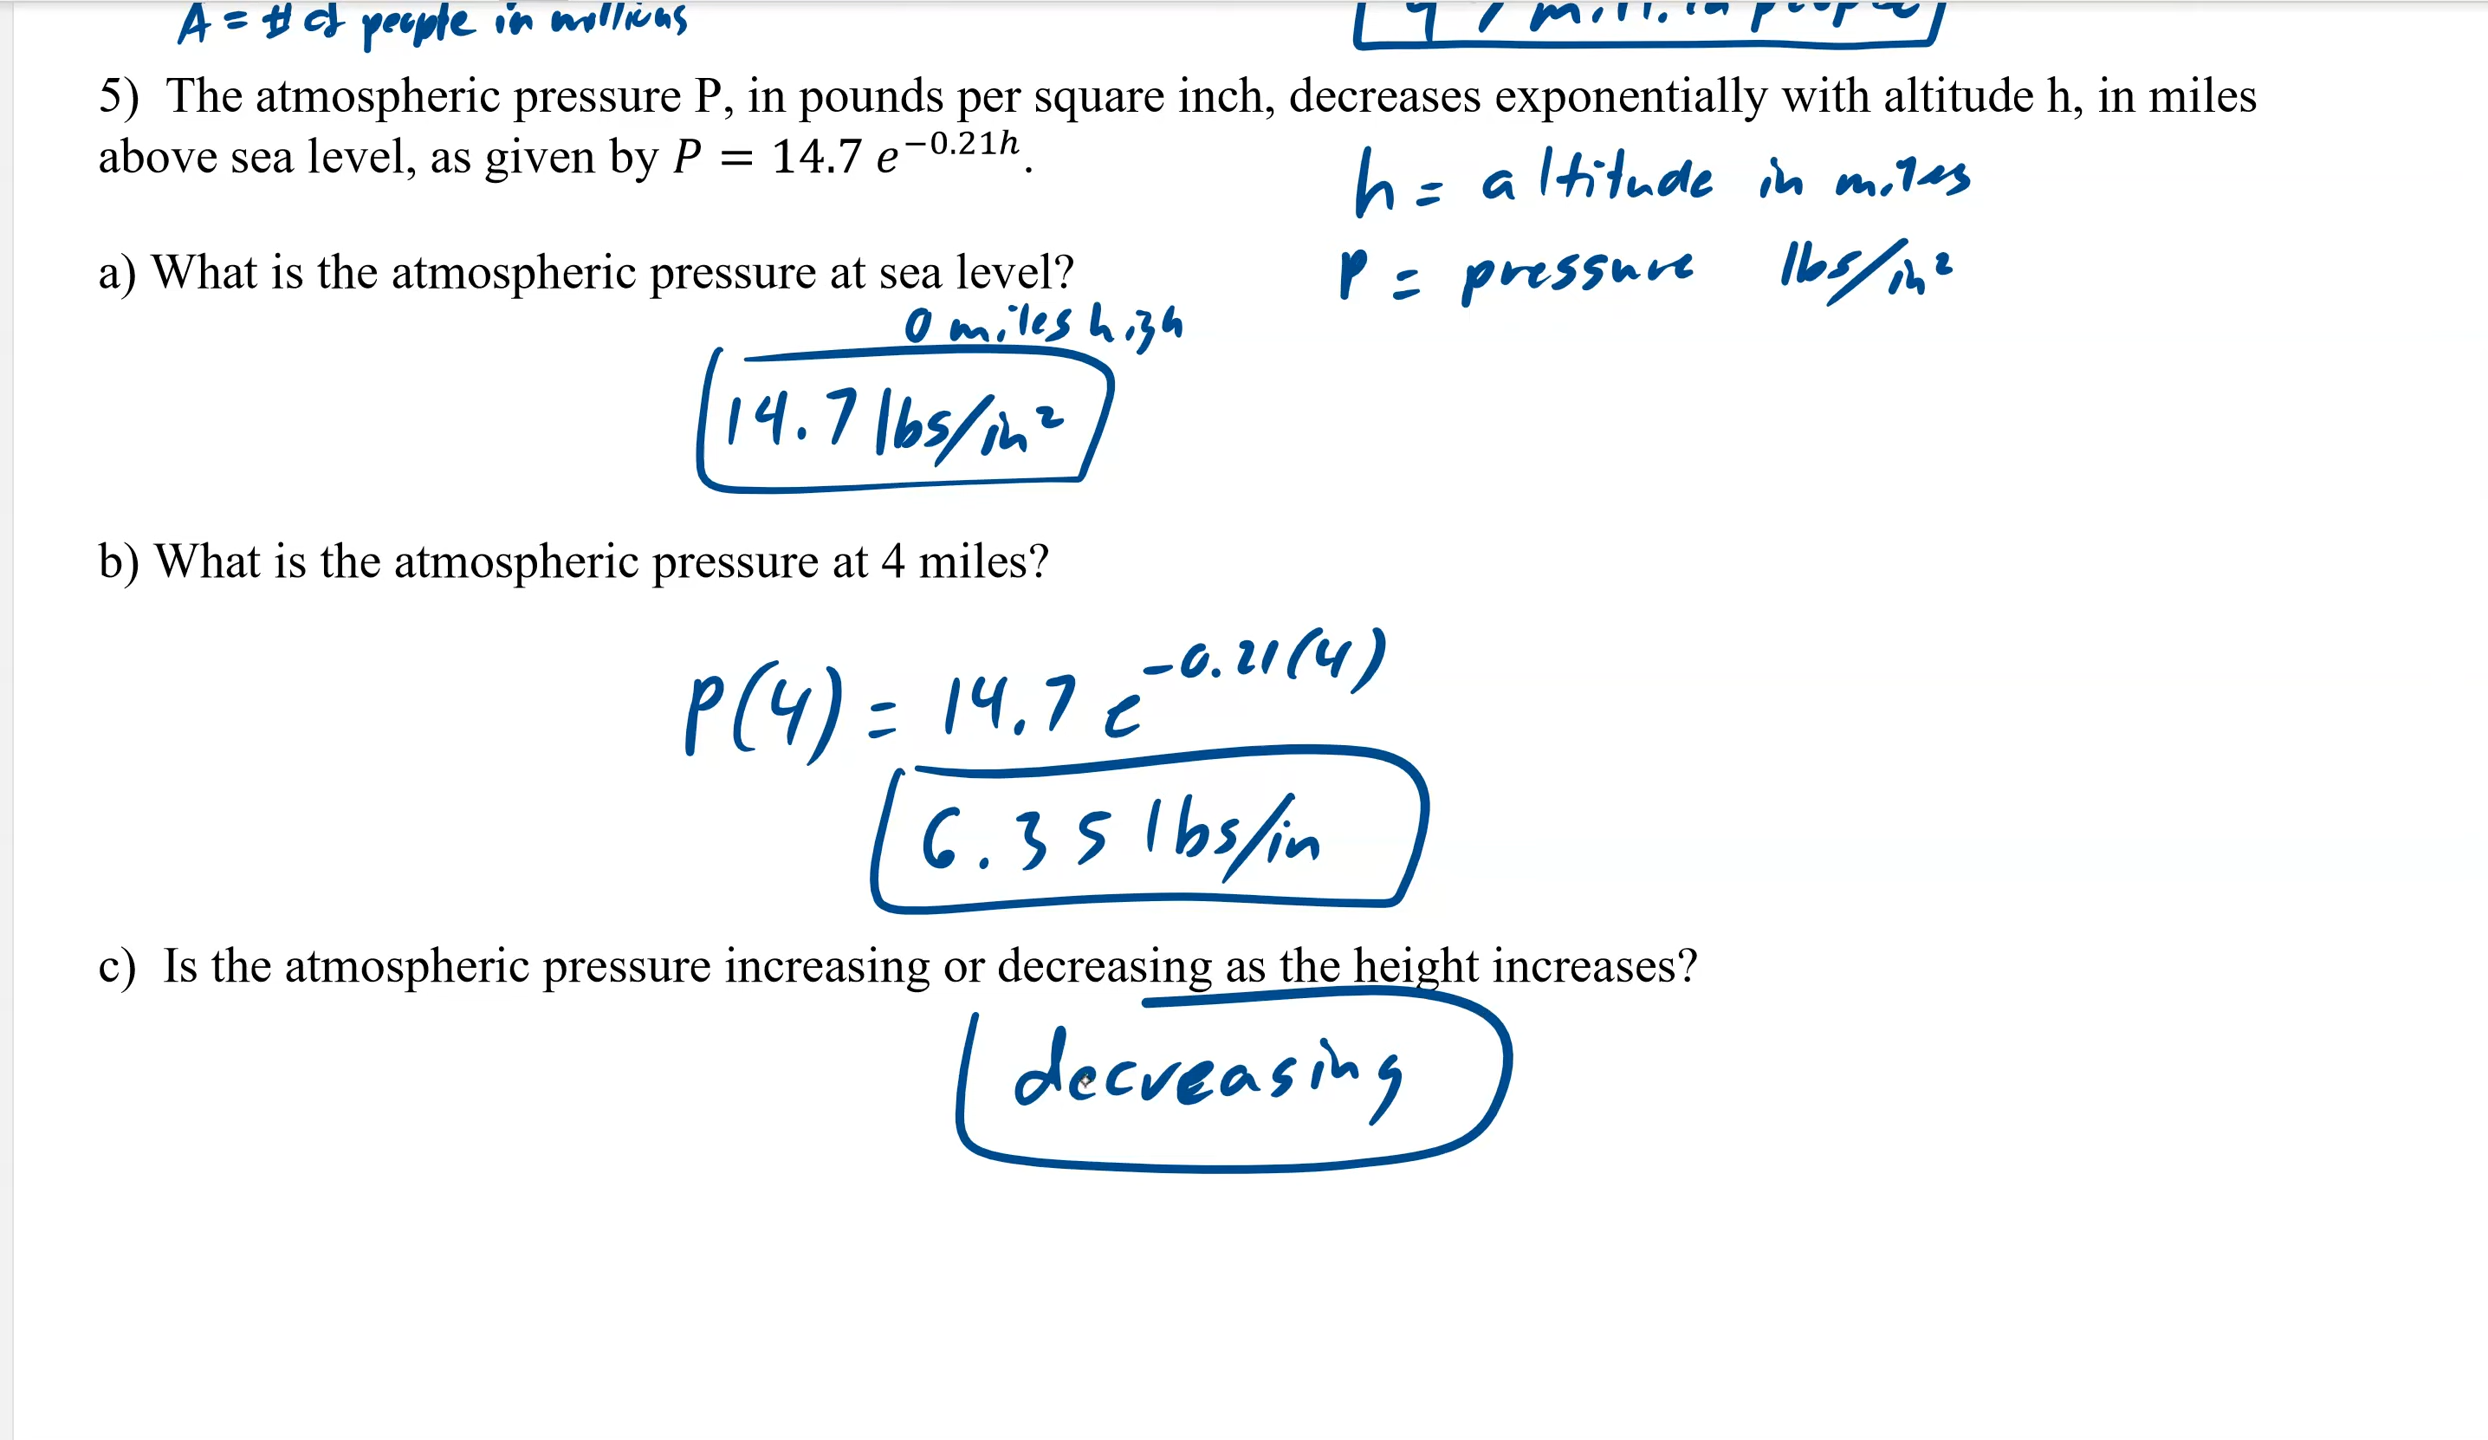 A = # of people in millions
5) The atmospheric pressure P, in pounds per square inch, decreases exponentially with altitude h, in miles
above sea level, as given by P = 14.7 e^−0.21h.
h = altitude in miles
a) What is the atmospheric pressure at sea level?
P = pressure lbs/in²
0 miles high
14.7 lbs/in²
b) What is the atmospheric pressure at 4 miles?
P(4) = 14.7 e^−0.21(4)
6.35 lbs/in
c) Is the atmospheric pressure increasing or decreasing as the height increases?
decreasing